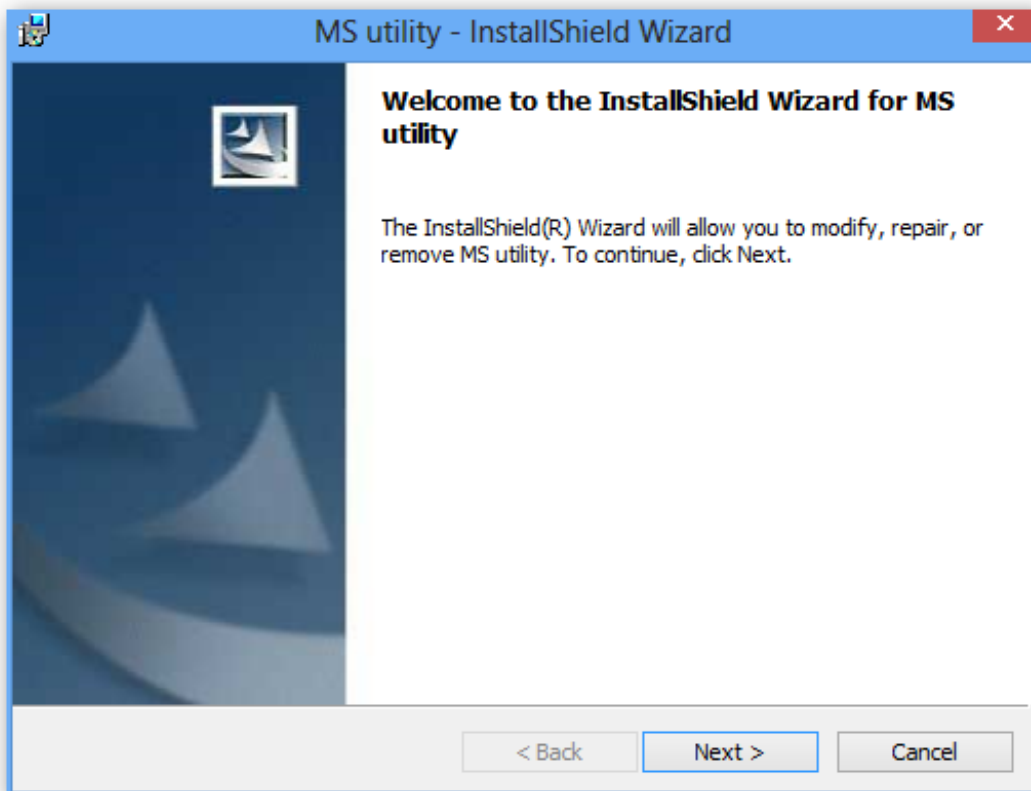 MS utility - InstallShield Wizard
Welcome to the InstallShield Wizard for MS
utility
The InstallShield(R) Wizard will allow you to modify, repair, or
remove MS utility. To continue, click Next.
< Back Next > Cancel